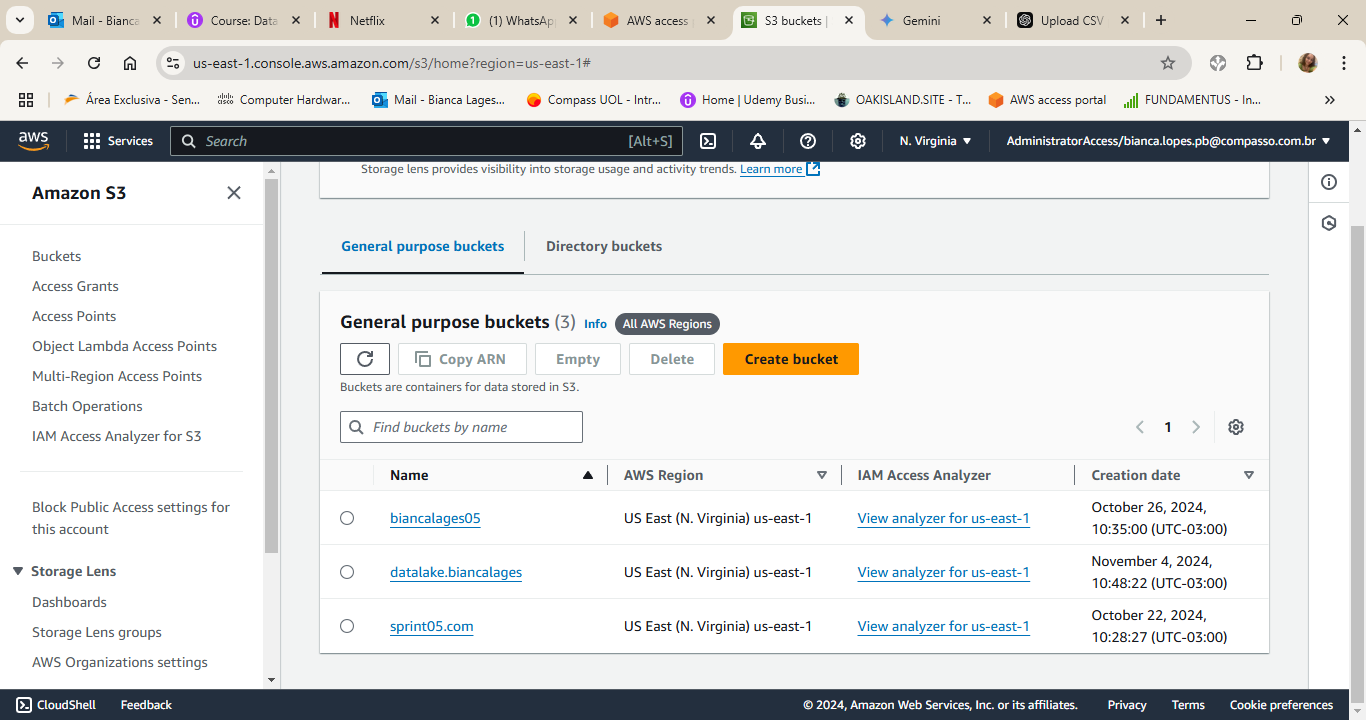 Mail - Bianca
Course: Data
Netflix
(1) WhatsApp
AWS access p
S3 buckets |
Gemini
Upload CSV
us-east-1.console.aws.amazon.com/s3/home?region=us-east-1#
Área Exclusiva - Sen...
Computer Hardwar...
Mail - Bianca Lages...
Compass UOL - Intr...
Home | Udemy Busi...
OAKISLAND.SITE - T...
AWS access portal
FUNDAMENTUS - In...
aws
Services
Search
[Alt+S]
N. Virginia
AdministratorAccess/bianca.lopes.pb@compasso.com.br
Amazon S3
Buckets
Access Grants
Access Points
Object Lambda Access Points
Multi-Region Access Points
Batch Operations
IAM Access Analyzer for S3
Block Public Access settings for
this account
Storage Lens
Dashboards
Storage Lens groups
AWS Organizations settings
Storage lens provides visibility into storage usage and activity trends. Learn more
General purpose buckets
Directory buckets
General purpose buckets (3) Info All AWS Regions
Copy ARN
Empty
Delete
Create bucket
Buckets are containers for data stored in S3.
Find buckets by name
1
Name AWS Region IAM Access Analyzer Creation date
biancalages05 US East (N. Virginia) us-east-1 View analyzer for us-east-1 October 26, 2024,
10:35:00 (UTC-03:00)
datalake.biancalages US East (N. Virginia) us-east-1 View analyzer for us-east-1 November 4, 2024,
10:48:22 (UTC-03:00)
sprint05.com US East (N. Virginia) us-east-1 View analyzer for us-east-1 October 22, 2024,
10:28:27 (UTC-03:00)
CloudShell
Feedback
© 2024, Amazon Web Services, Inc. or its affiliates.
Privacy
Terms
Cookie preferences